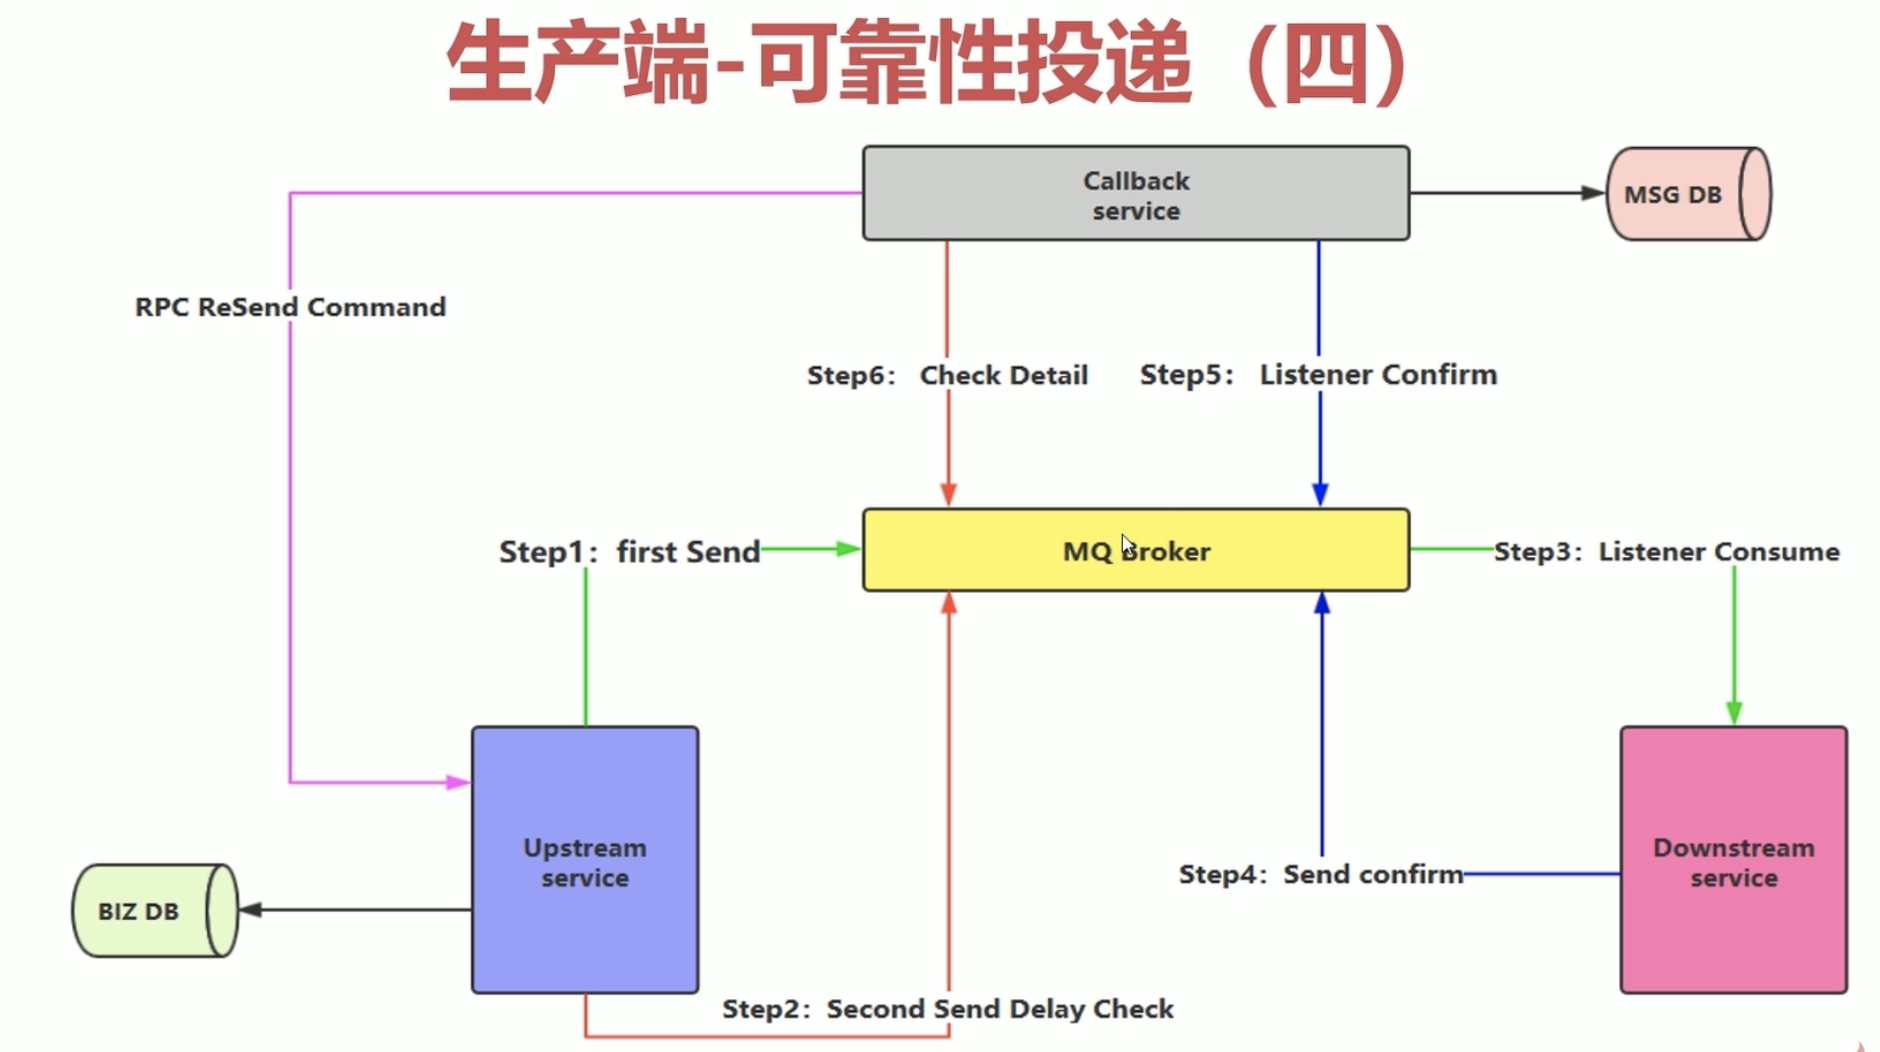 生产端-可靠性投递（四）
Callback
service
MSG DB
RPC ReSend Command
Step6： Check Detail
Step5： Listener Confirm
Step1：first Send
MQ Broker
Step3：Listener Consume
Upstream
service
Downstream
service
Step4：Send confirm
BIZ DB
Step2：Second Send Delay Check